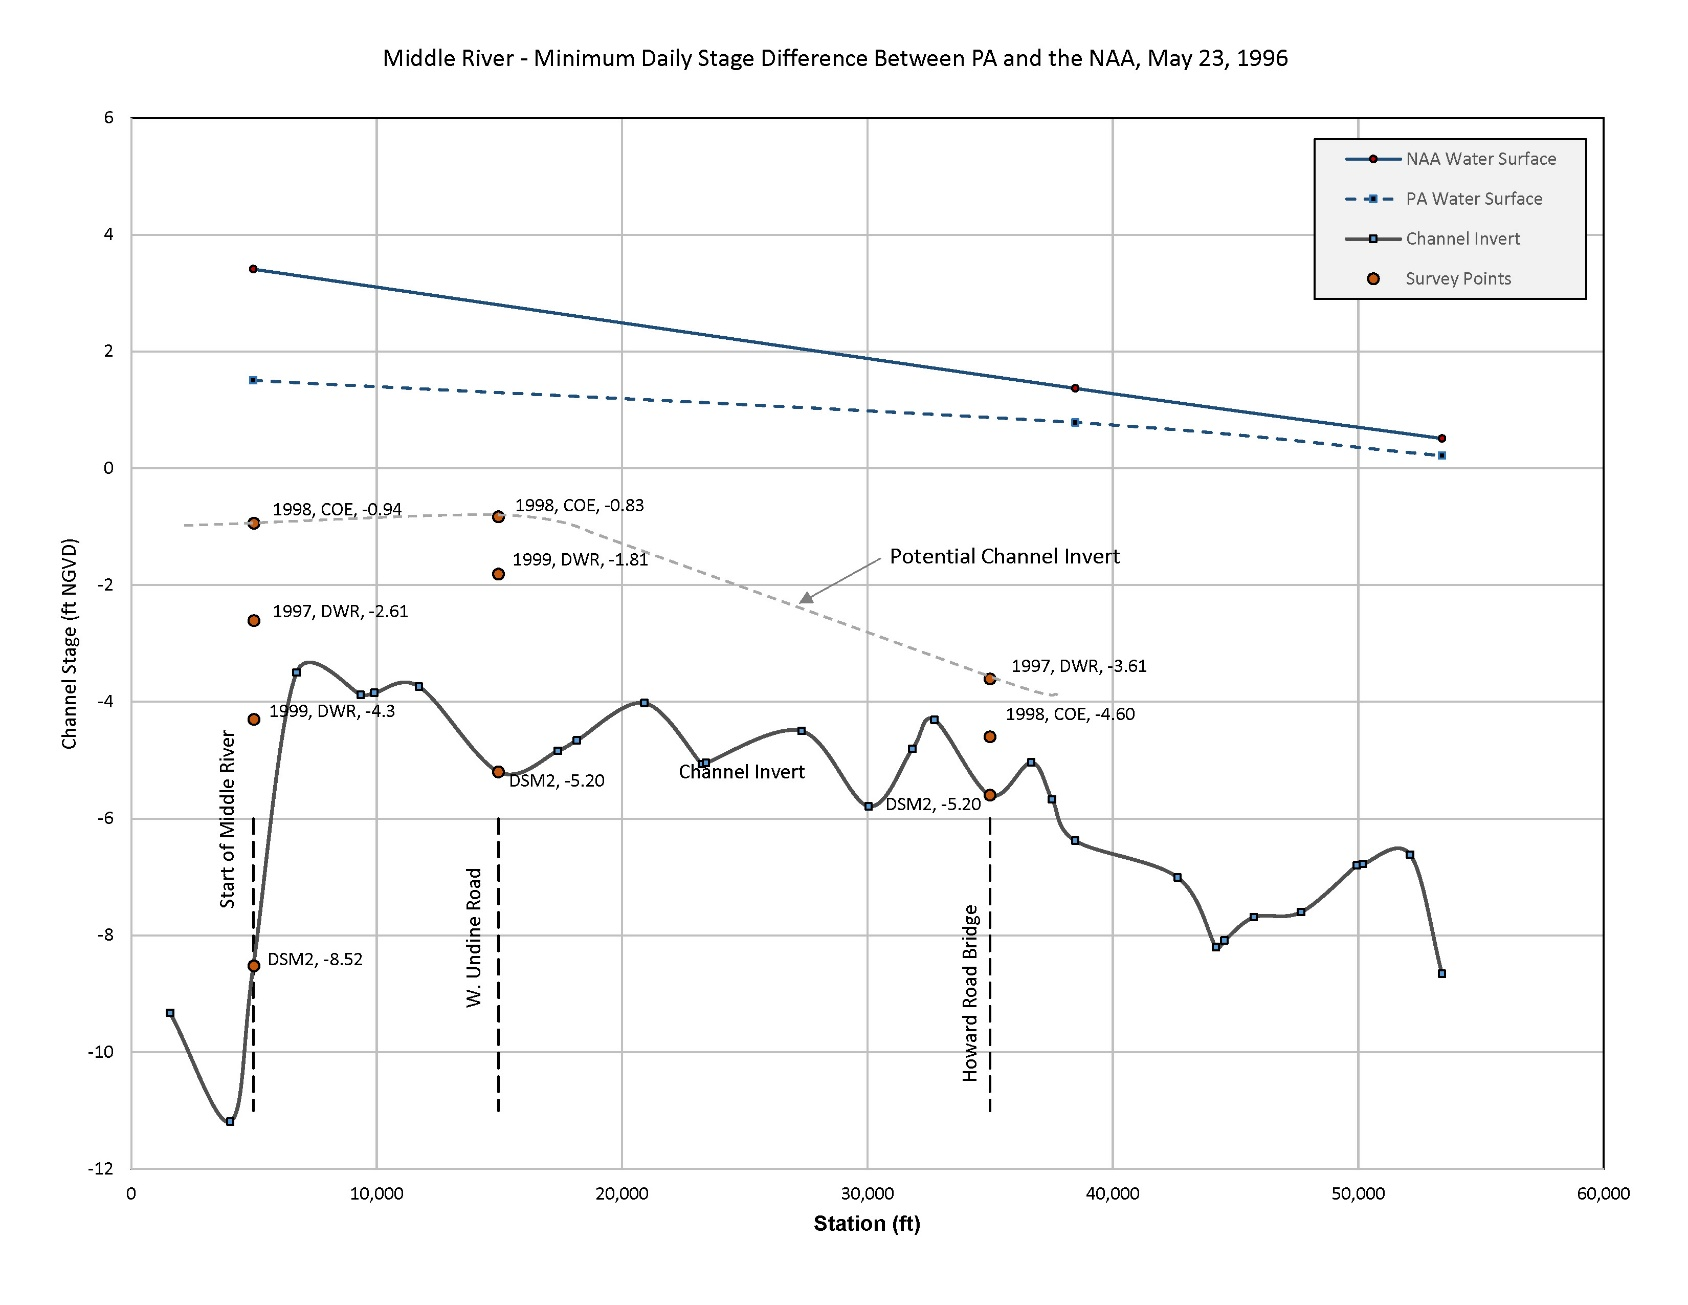 Middle River - Minimum Daily Stage Difference Between PA and the NAA, May 23, 1996
6
4
2
0
-2
-4
-6
-8
-10
-12
Channel Stage (ft NGVD)
NAA Water Surface
PA Water Surface
Channel Invert
Survey Points
1998, COE, -0.94
1998, COE, -0.83
1999, DWR, -1.81
Potential Channel Invert
1997, DWR, -2.61
1997, DWR, -3.61
1999, DWR, -4.3
1998, COE, -4.60
Channel Invert
DSM2, -5.20
DSM2, -5.20
Start of Middle River
W. Undine Road
Howard Road Bridge
DSM2, -8.52
0
10,000
20,000
30,000
40,000
50,000
60,000
Station (ft)